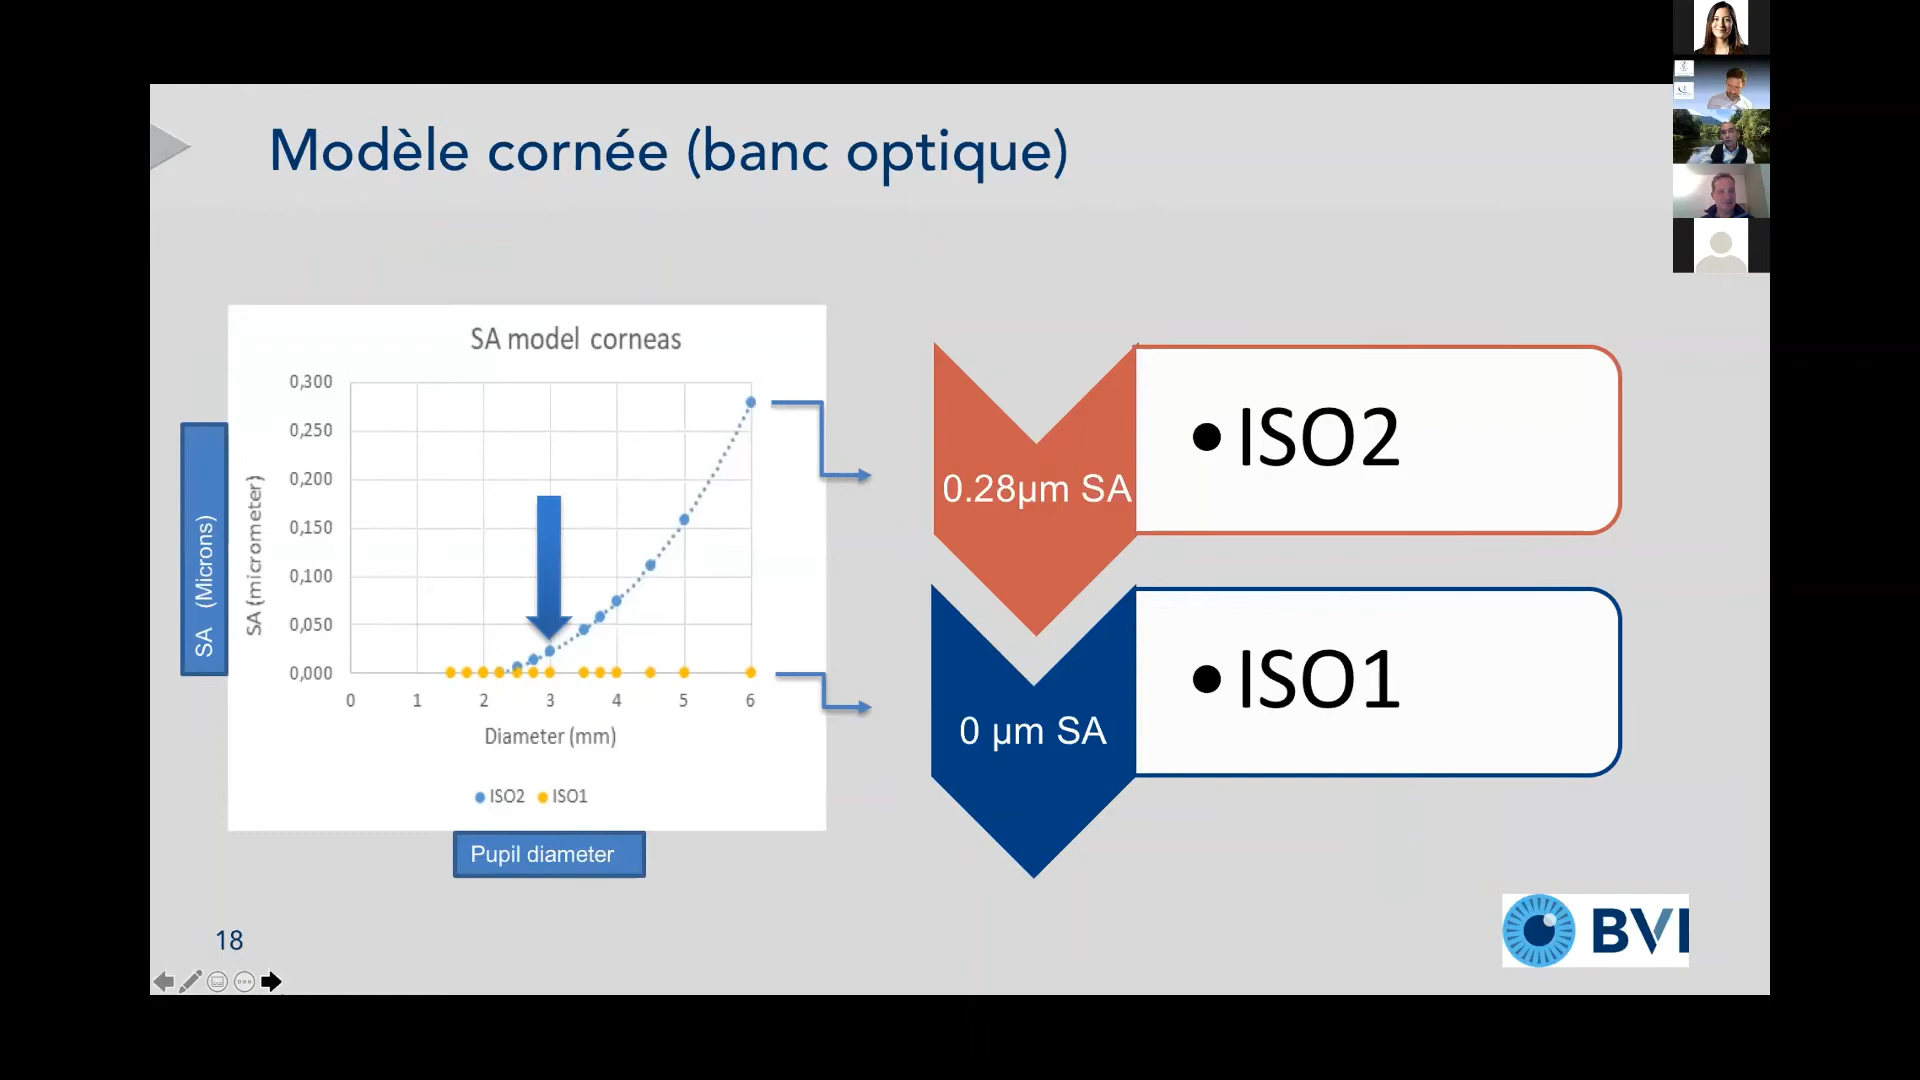 Modèle cornée (banc optique)
SA model corneas
0,300
0,250
0,200
0,150
0,100
0,050
0,000
0 1 2 3 4 5 6
SA (micrometer)
SA (Microns)
Diameter (mm)
ISO2 ISO1
Pupil diameter
0.28µm SA
• ISO2
0 µm SA
• ISO1
18
BVI